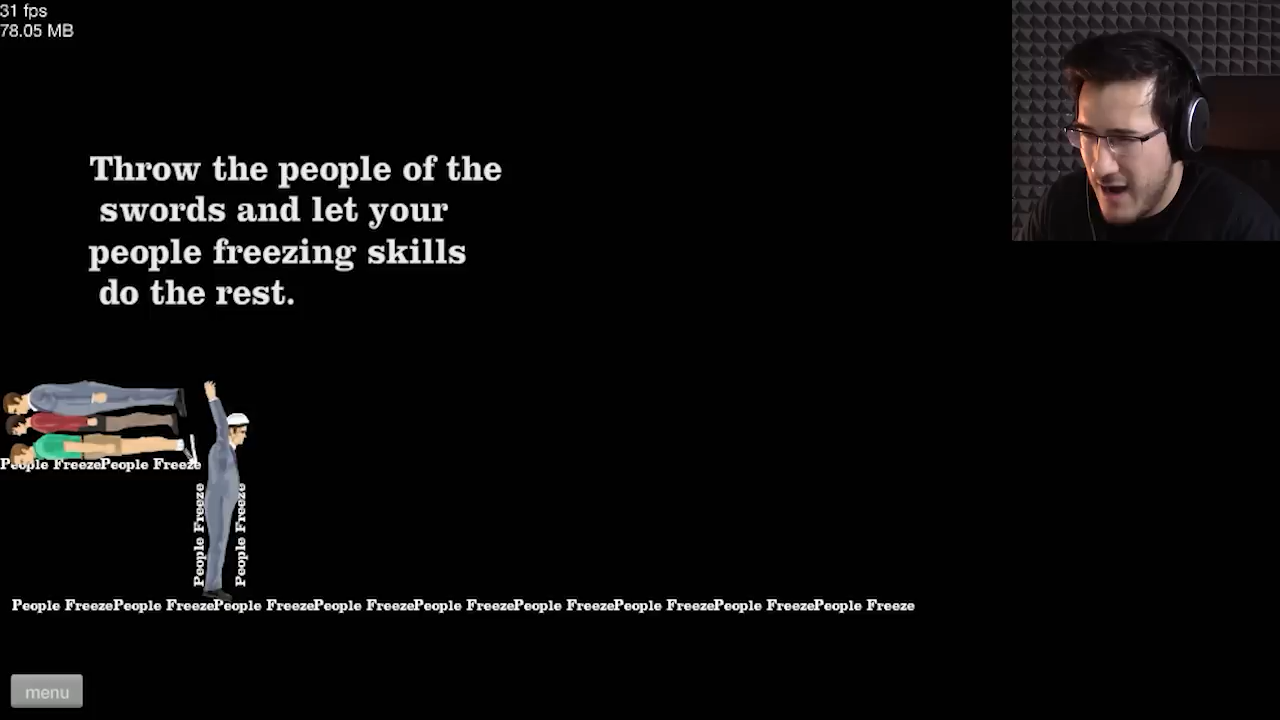 31 fps
78.05 MB
Throw the people of the
swords and let your
people freezing skills
do the rest.
People FreezePeople Freeze
People Freeze
People Freeze
People FreezePeople FreezePeople FreezePeople FreezePeople FreezePeople FreezePeople FreezePeople FreezePeople Freeze
menu